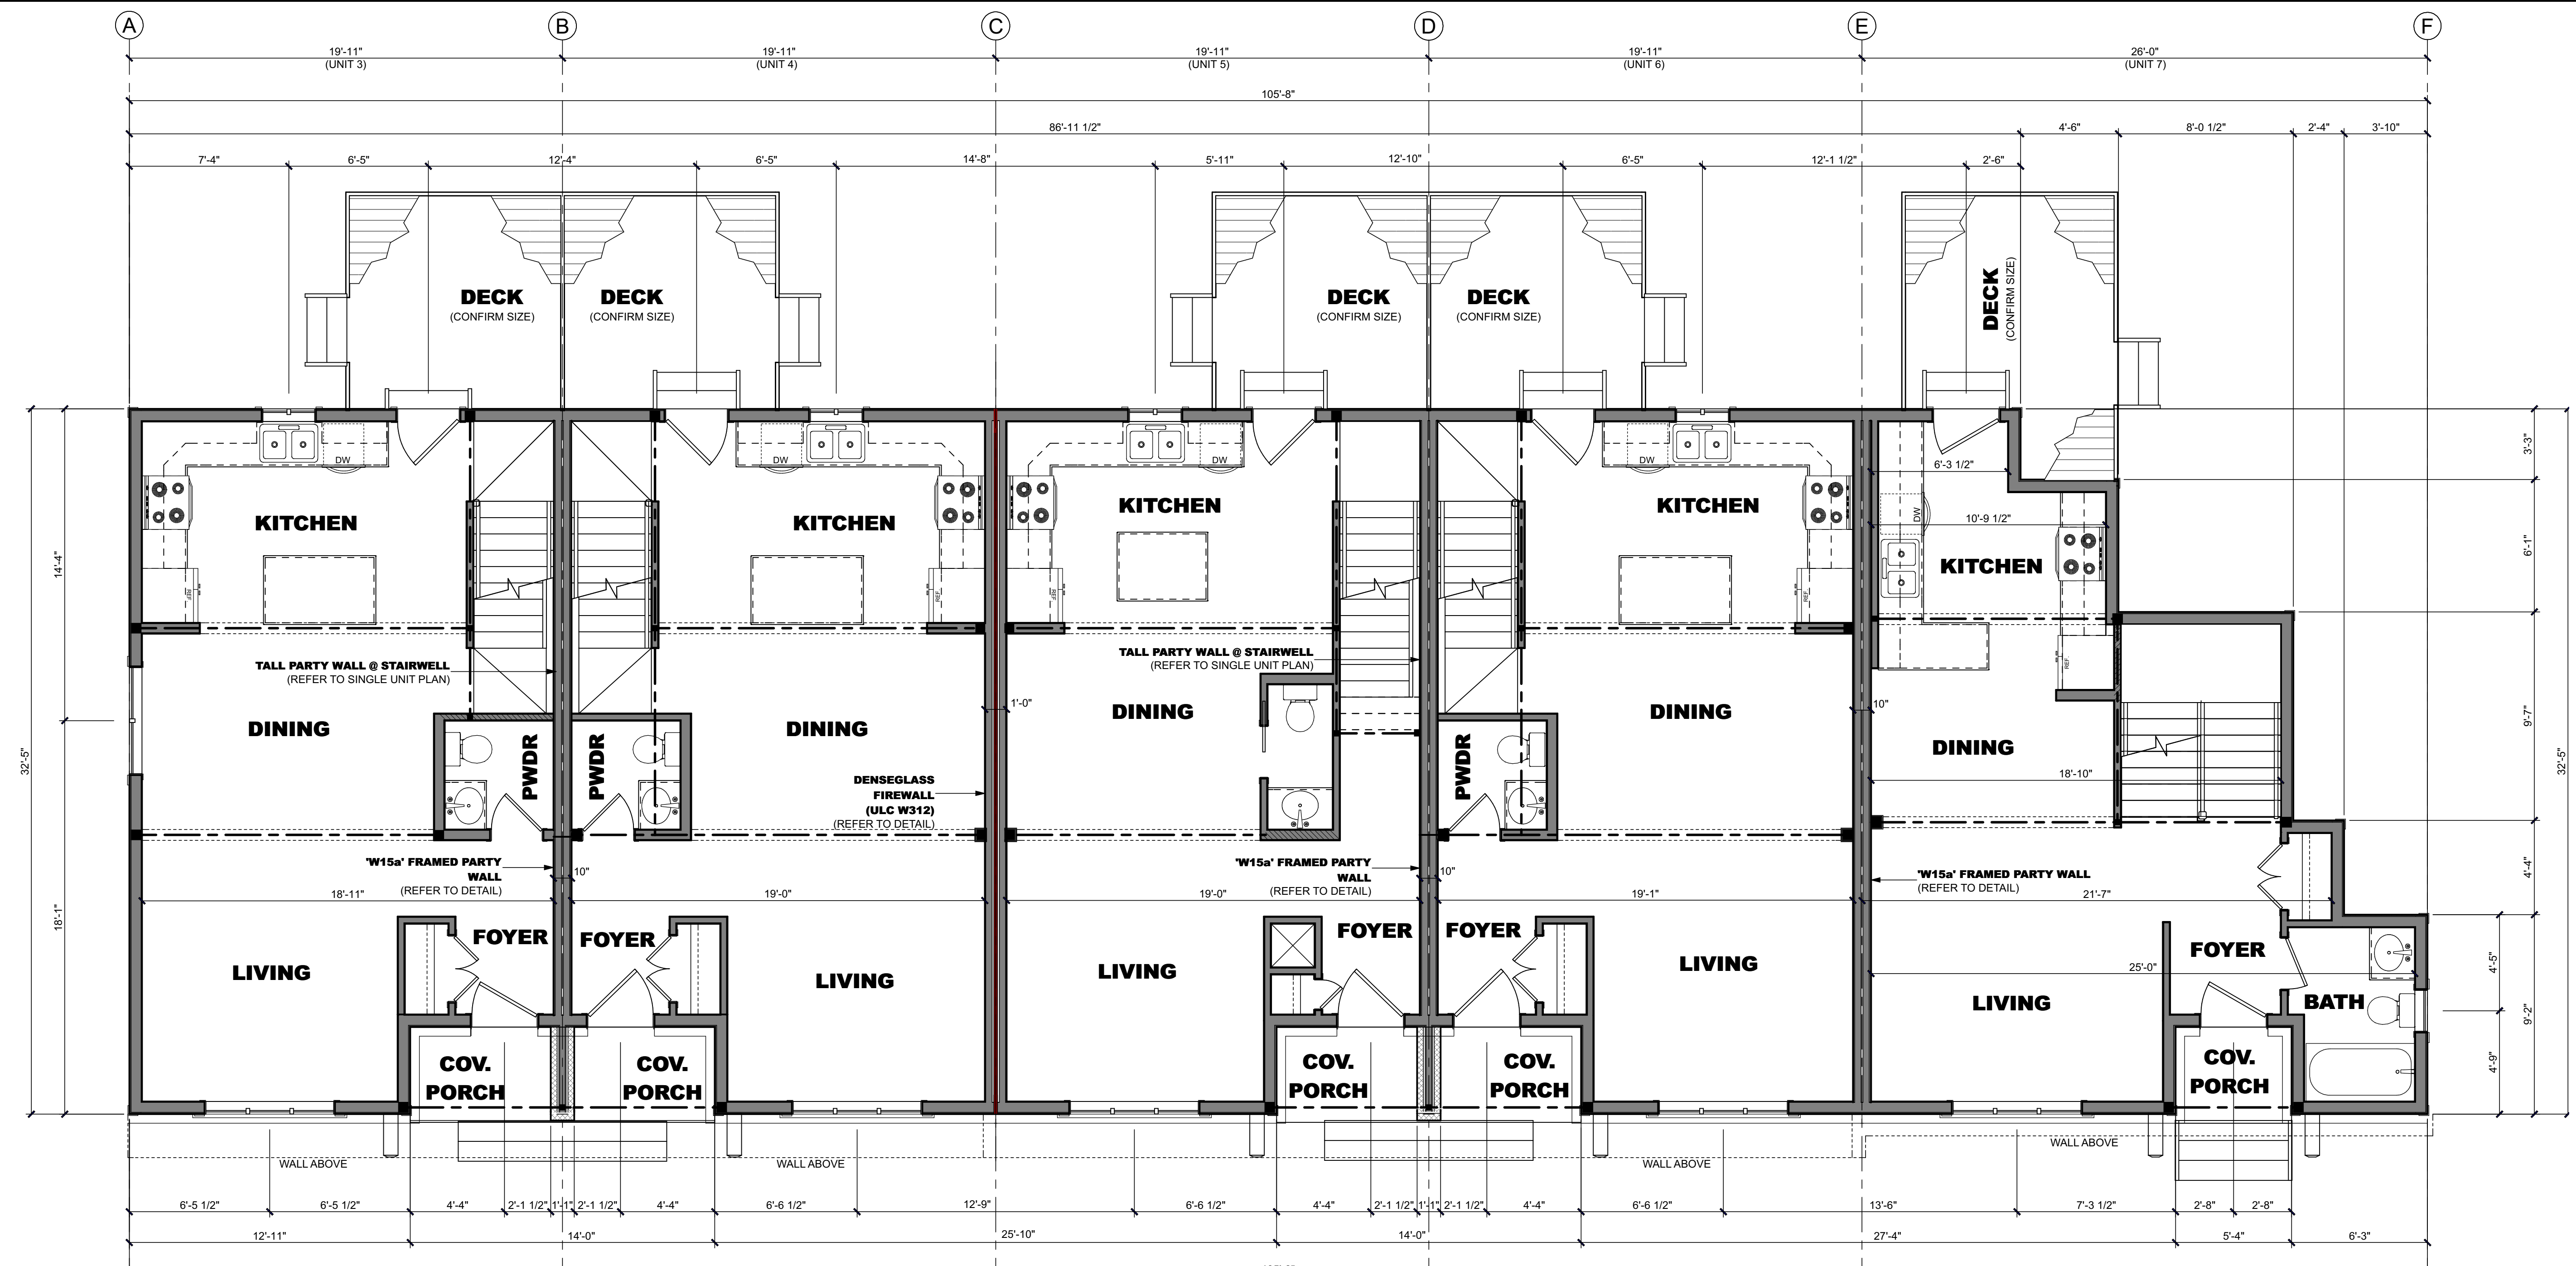 A B C D E F
19'-11" 19'-11" 19'-11" 19'-11" 26'-0"
(UNIT 3) (UNIT 4) (UNIT 5) (UNIT 6) (UNIT 7)
105'-8"
86'-11 1/2" 4'-6" 8'-0 1/2" 2'-4" 3'-10"
7'-4" 6'-5" 12'-4" 6'-5" 14'-8" 5'-11" 12'-10" 6'-5" 12'-1 1/2" 2'-6"
DECK DECK DECK DECK DECK
(CONFIRM SIZE) (CONFIRM SIZE) (CONFIRM SIZE) (CONFIRM SIZE) (CONFIRM SIZE)
3'-3"
DW DW DW DW
6'-3 1/2"
KITCHEN KITCHEN KITCHEN KITCHEN
DW
10'-9 1/2"
6'-1"
14'-4"
KITCHEN
REF. REF. REF. REF.
TALL PARTY WALL @ STAIRWELL
(REFER TO SINGLE UNIT PLAN)
TALL PARTY WALL @ STAIRWELL
(REFER TO SINGLE UNIT PLAN)
REF.
1'-0" 10"
DINING DINING DINING DINING DINING
9'-7"
32'-5" 32'-5"
PWDR PWDR PWDR
18'-10"
DENSEGLASS
FIREWALL
(ULC W312)
(REFER TO DETAIL)
'W15a' FRAMED PARTY
WALL
(REFER TO DETAIL)
10"
'W15a' FRAMED PARTY
WALL
(REFER TO DETAIL)
10"
'W15a' FRAMED PARTY WALL
(REFER TO DETAIL)
4'-4"
18'-11" 19'-0" 19'-0" 19'-1" 21'-7"
18'-1"
FOYER FOYER FOYER FOYER FOYER
4'-5"
25'-0"
LIVING LIVING LIVING LIVING LIVING
BATH
9'-2"
COV.
PORCH
COV.
PORCH
COV.
PORCH
COV.
PORCH
COV.
PORCH
4'-9"
WALL ABOVE WALL ABOVE WALL ABOVE WALL ABOVE
6'-5 1/2" 6'-5 1/2" 4'-4" 2'-1 1/2" 1'-1" 2'-1 1/2" 4'-4" 6'-6 1/2" 12'-9" 6'-6 1/2" 4'-4" 2'-1 1/2" 1'-1" 2'-1 1/2" 4'-4" 6'-6 1/2" 13'-6" 7'-3 1/2" 2'-8" 2'-8"
12'-11" 14'-0" 25'-10" 14'-0" 27'-4" 5'-4" 6'-3"